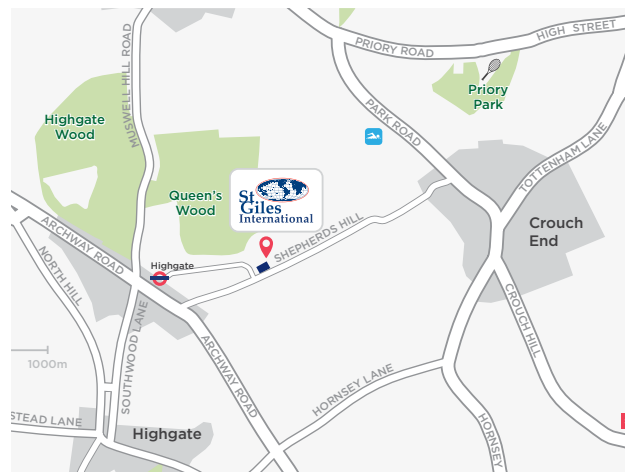 HIGH STREET
PRIORY ROAD
MUSWELL HILL ROAD
Priory
Park
PARK ROAD
Highgate
Wood
TOTTENHAM LANE
Queen's
Wood
St
Giles
International
Crouch
End
SHEPHERDS HILL
ARCHWAY ROAD
Highgate
NORTH HILL
CROUCH HILL
SOUTHWOOD LANE
ARCHWAY ROAD
1000m
HORNSEY LANE
STEAD LANE
Highgate
HORNSEY